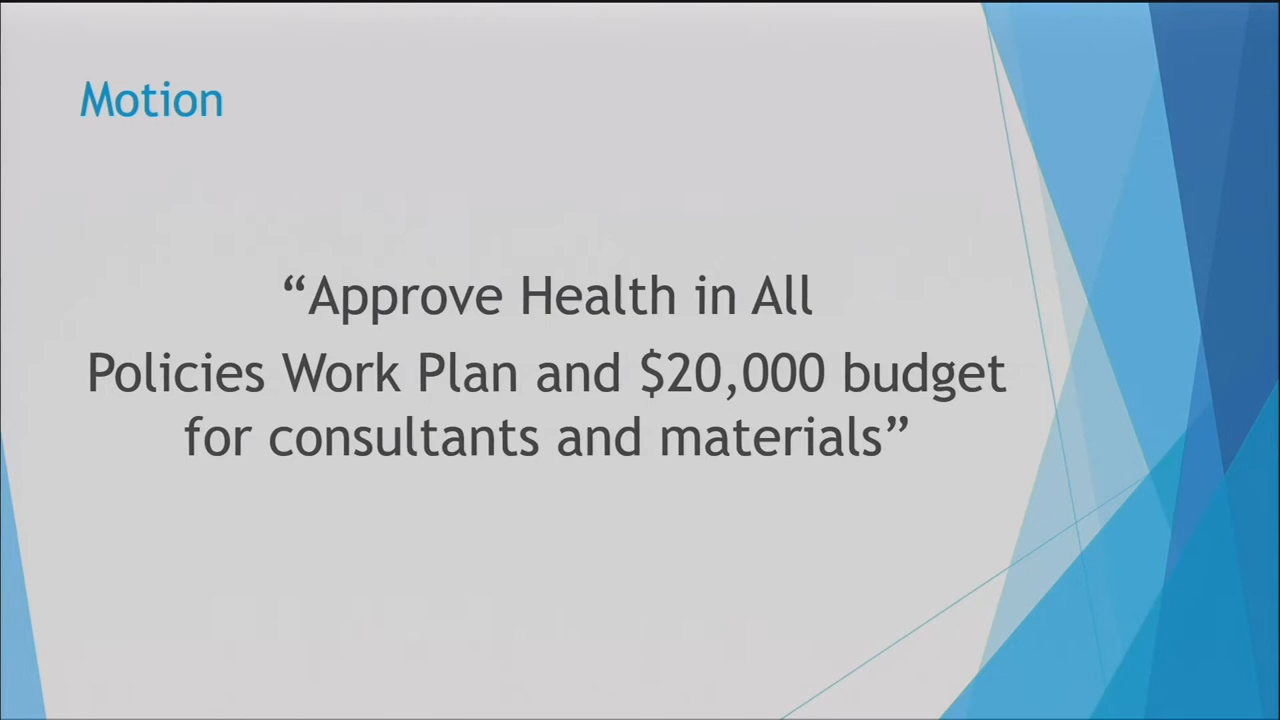 Motion
“Approve Health in All
Policies Work Plan and $20,000 budget
for consultants and materials”